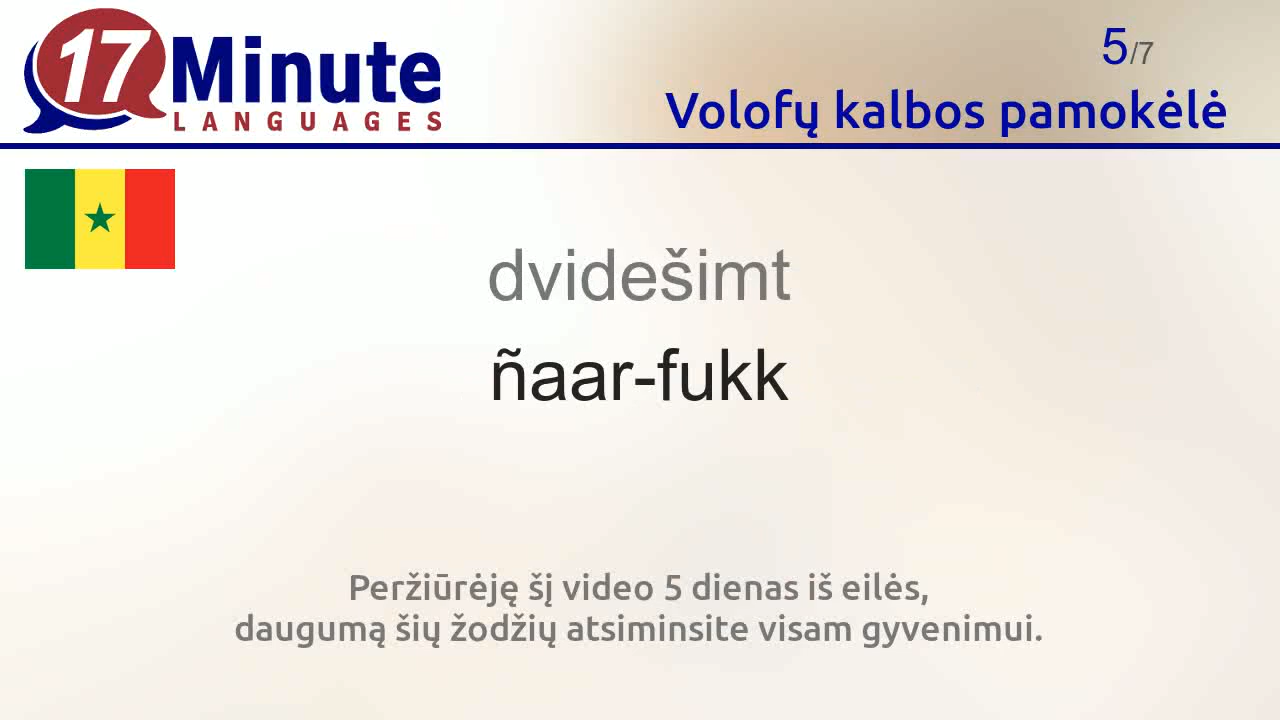 17 Minute
LANGUAGES
5/7
Volofų kalbos pamokėlė
dvidešimt
ñaar-fukk
Peržiūrėję šį video 5 dienas iš eilės,
daugumą šių žodžių atsiminsite visam gyvenimui.